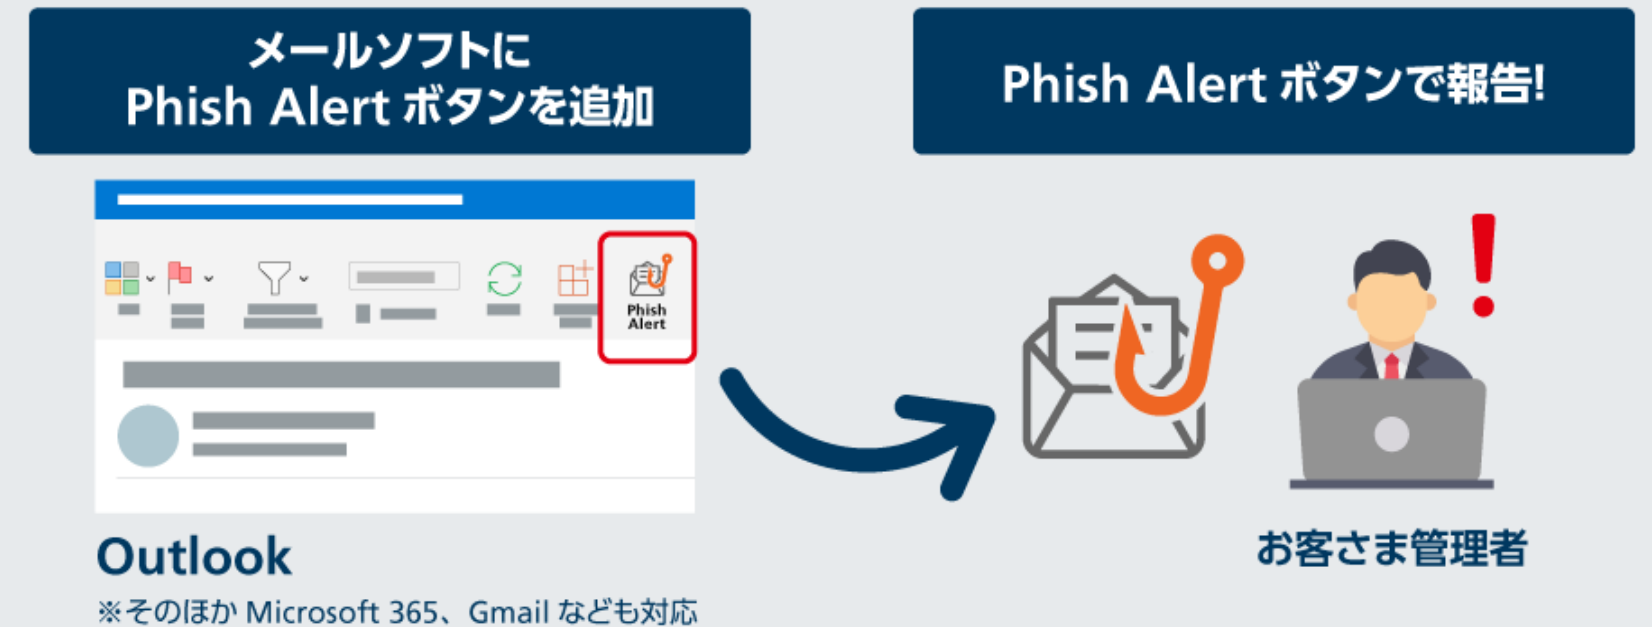 メールソフトに
Phish Alert ボタンを追加
Phish Alert ボタンで報告!
Phish
Alert
Outlook
※そのほか Microsoft 365、Gmail なども対応
お客さま管理者